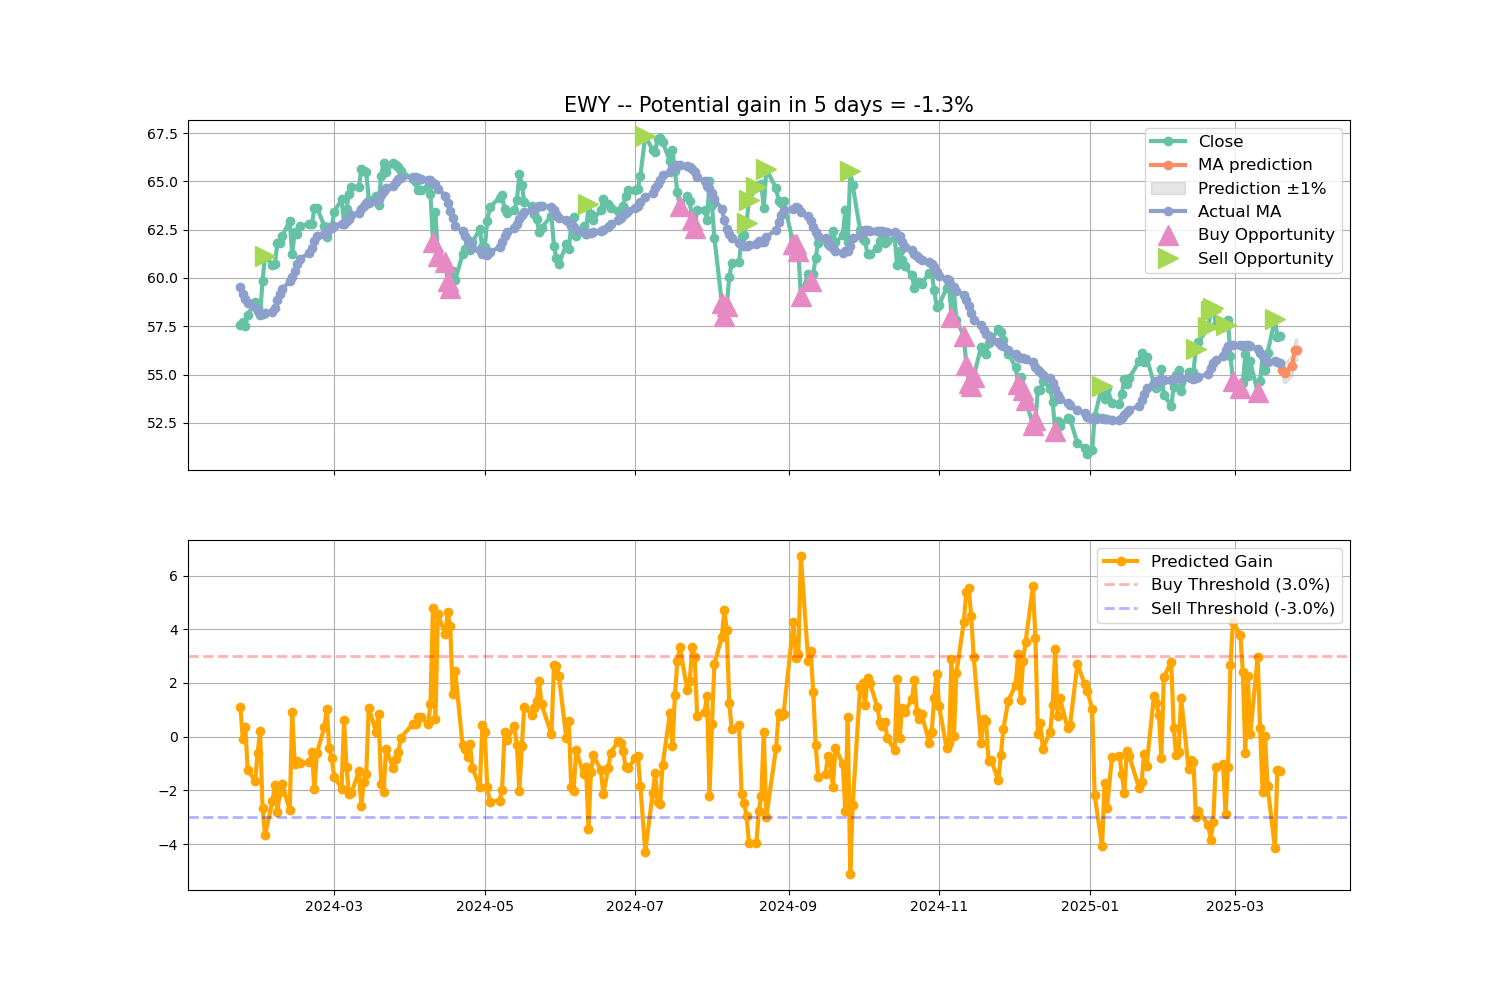 EWY -- Potential gain in 5 days = -1.3%
67.5
65.0
62.5
60.0
57.5
55.0
52.5
Close
MA prediction
Prediction ±1%
Actual MA
Buy Opportunity
Sell Opportunity
6
4
2
0
−2
−4
Predicted Gain
Buy Threshold (3.0%)
Sell Threshold (-3.0%)
2024-03
2024-05
2024-07
2024-09
2024-11
2025-01
2025-03